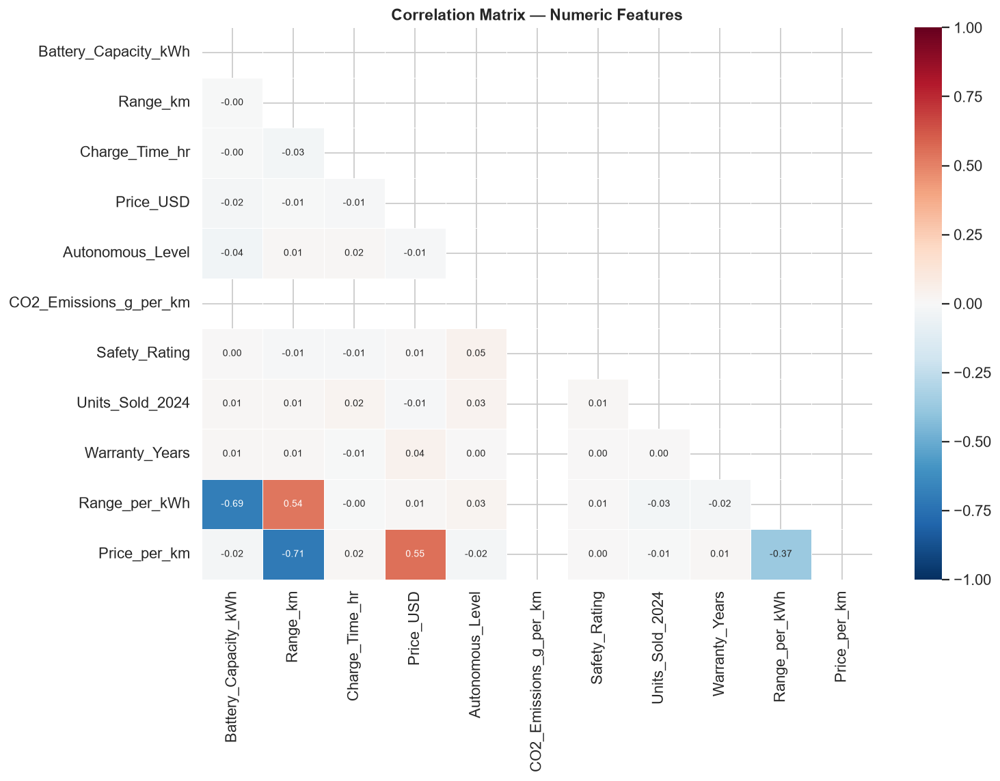 Correlation Matrix — Numeric Features
Battery_Capacity_kWh
Range_km -0.00
Charge_Time_hr -0.00 -0.03
Price_USD -0.02 -0.01 -0.01
Autonomous_Level -0.04 0.01 0.02 -0.01
CO2_Emissions_g_per_km
Safety_Rating 0.00 -0.01 -0.01 0.01 0.05
Units_Sold_2024 0.01 0.01 0.02 -0.01 0.03 0.01
Warranty_Years 0.01 0.01 -0.01 0.04 0.00 0.00 0.00
Range_per_kWh -0.69 0.54 -0.00 0.01 0.03 0.01 -0.03 -0.02
Price_per_km -0.02 -0.71 0.02 0.55 -0.02 0.00 -0.01 0.01 -0.37
Battery_Capacity_kWh
Range_km
Charge_Time_hr
Price_USD
Autonomous_Level
CO2_Emissions_g_per_km
Safety_Rating
Units_Sold_2024
Warranty_Years
Range_per_kWh
Price_per_km
1.00
0.75
0.50
0.25
0.00
−0.25
−0.50
−0.75
−1.00